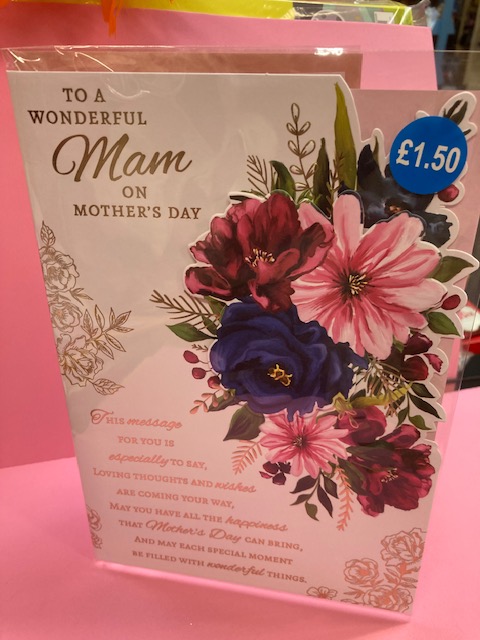 TO A
WONDERFUL
Mam
ON
MOTHER'S DAY
£1.50
THIS message
FOR YOU IS
especially TO SAY,
LOVING THOUGHTS AND wishes
ARE COMING YOUR WAY,
MAY YOU HAVE ALL THE happiness
THAT Mother's Day CAN BRING,
AND MAY EACH SPECIAL MOMENT
BE FILLED WITH wonderful THINGS.